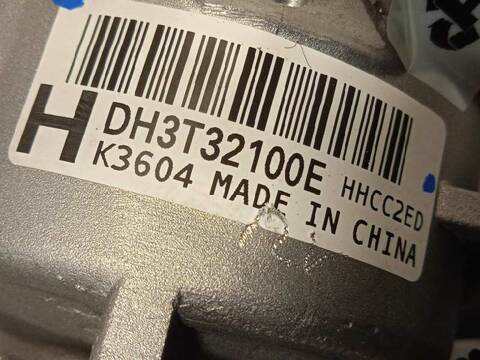 H
DH3T32100E HHCC2ED
K3604 MADE IN CHINA